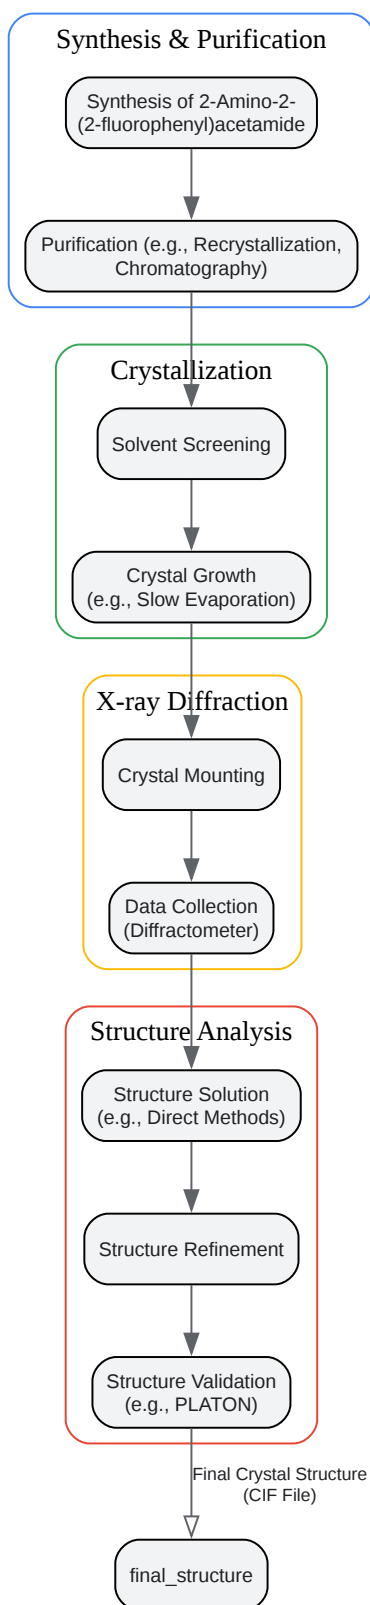 Synthesis & Purification
Synthesis of 2-Amino-2-
(2-fluorophenyl)acetamide
Purification (e.g., Recrystallization,
Chromatography)
Crystallization
Solvent Screening
Crystal Growth
(e.g., Slow Evaporation)
X-ray Diffraction
Crystal Mounting
Data Collection
(Diffractometer)
Structure Analysis
Structure Solution
(e.g., Direct Methods)
Structure Refinement
Structure Validation
(e.g., PLATON)
Final Crystal Structure
(CIF File)
final_structure